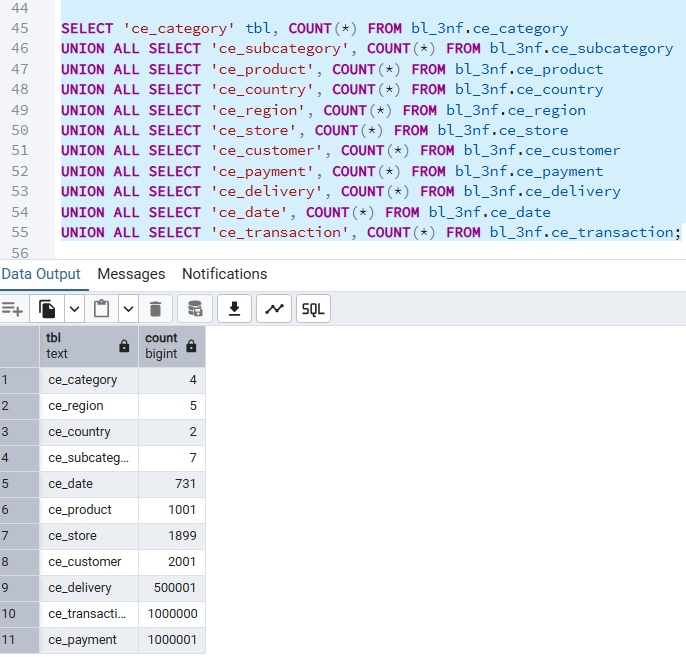 44
45 SELECT 'ce_category' tbl, COUNT(*) FROM bl_3nf.ce_category
46 UNION ALL SELECT 'ce_subcategory', COUNT(*) FROM bl_3nf.ce_subcategory
47 UNION ALL SELECT 'ce_product', COUNT(*) FROM bl_3nf.ce_product
48 UNION ALL SELECT 'ce_country', COUNT(*) FROM bl_3nf.ce_country
49 UNION ALL SELECT 'ce_region', COUNT(*) FROM bl_3nf.ce_region
50 UNION ALL SELECT 'ce_store', COUNT(*) FROM bl_3nf.ce_store
51 UNION ALL SELECT 'ce_customer', COUNT(*) FROM bl_3nf.ce_customer
52 UNION ALL SELECT 'ce_payment', COUNT(*) FROM bl_3nf.ce_payment
53 UNION ALL SELECT 'ce_delivery', COUNT(*) FROM bl_3nf.ce_delivery
54 UNION ALL SELECT 'ce_date', COUNT(*) FROM bl_3nf.ce_date
55 UNION ALL SELECT 'ce_transaction', COUNT(*) FROM bl_3nf.ce_transaction;
56
Data Output Messages Notifications
SQL
tbl count
text bigint
1 ce_category 4
2 ce_region 5
3 ce_country 2
4 ce_subcateg... 7
5 ce_date 731
6 ce_product 1001
7 ce_store 1899
8 ce_customer 2001
9 ce_delivery 500001
10 ce_transacti... 1000000
11 ce_payment 1000001